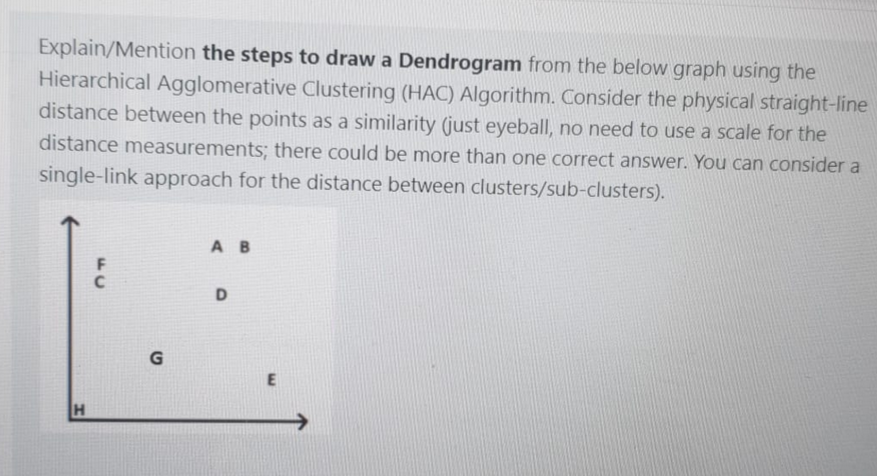 Explain/Mention the steps to draw a Dendrogram from the below graph using the
Hierarchical Agglomerative Clustering (HAC) Algorithm. Consider the physical straight-line
distance between the points as a similarity (just eyeball, no need to use a scale for the
distance measurements; there could be more than one correct answer. You can consider a
single-link approach for the distance between clusters/sub-clusters).
A B
F
C
D
G
E
H